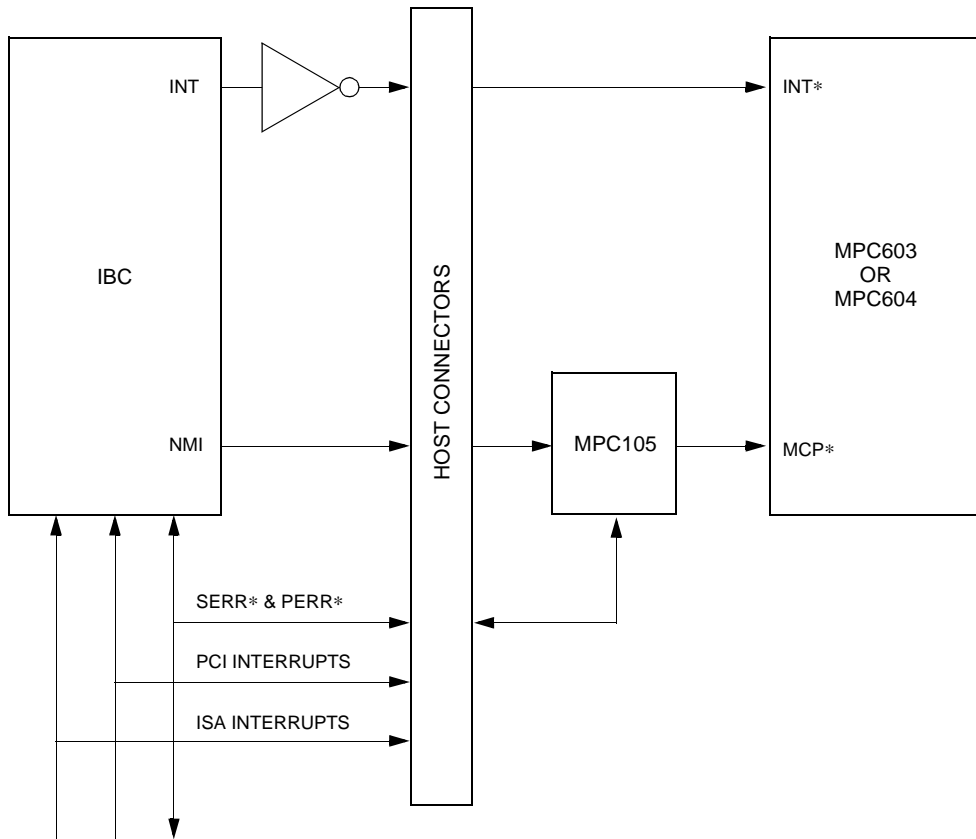 INT
INT*
IBC
HOST CONNECTORS
MPC603
OR
MPC604
NMI
MPC105
MCP*
SERR* & PERR*
PCI INTERRUPTS
ISA INTERRUPTS